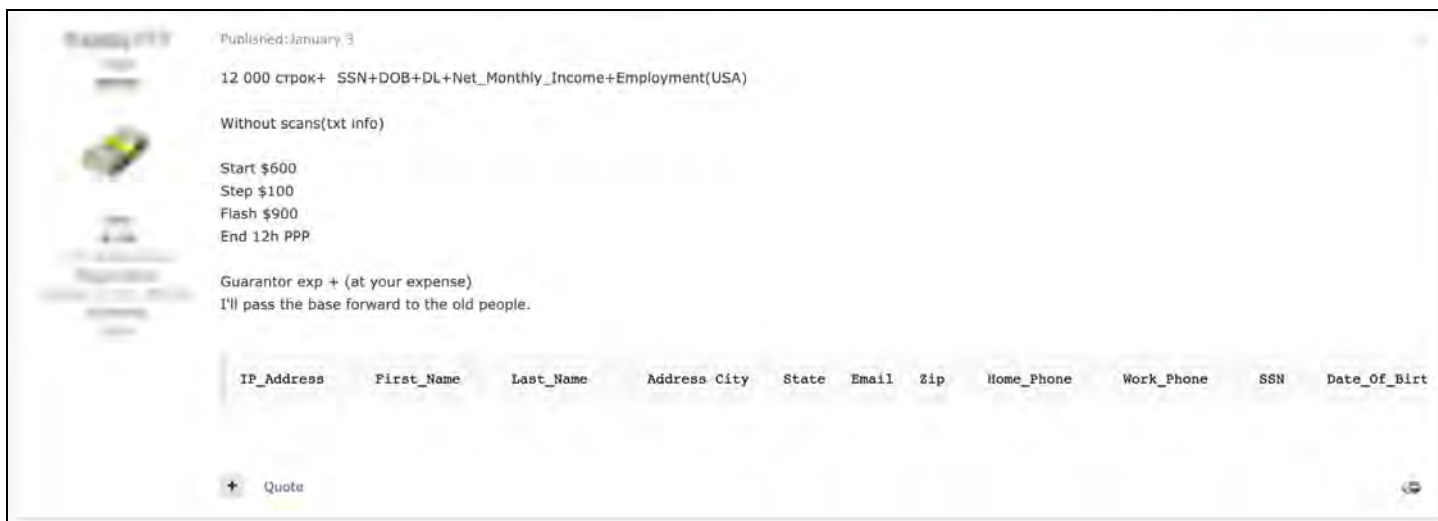 Published:January 3
12 000 строк+ SSN+DOB+DL+Net_Monthly_Income+Employment(USA)
Without scans(txt info)
Start $600
Step $100
Flash $900
End 12h PPP
Guarantor exp + (at your expense)
I'll pass the base forward to the old people.
IP_Address First_Name Last_Name Address City State Email Zip Home_Phone Work_Phone SSN Date_Of_Birt
+ Quote